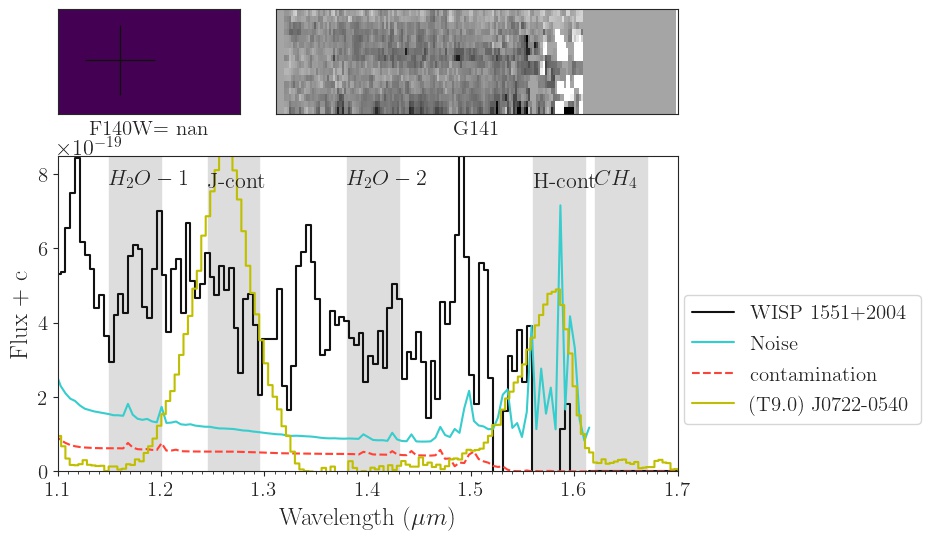 F140W= nan
G141
×10⁻¹⁹
H₂O − 1
J-cont
H₂O − 2
H-cont
CH₄
8
6
4
2
0
Flux + c
1.1 1.2 1.3 1.4 1.5 1.6 1.7
Wavelength (μm)
WISP 1551+2004
Noise
contamination
(T9.0) J0722-0540